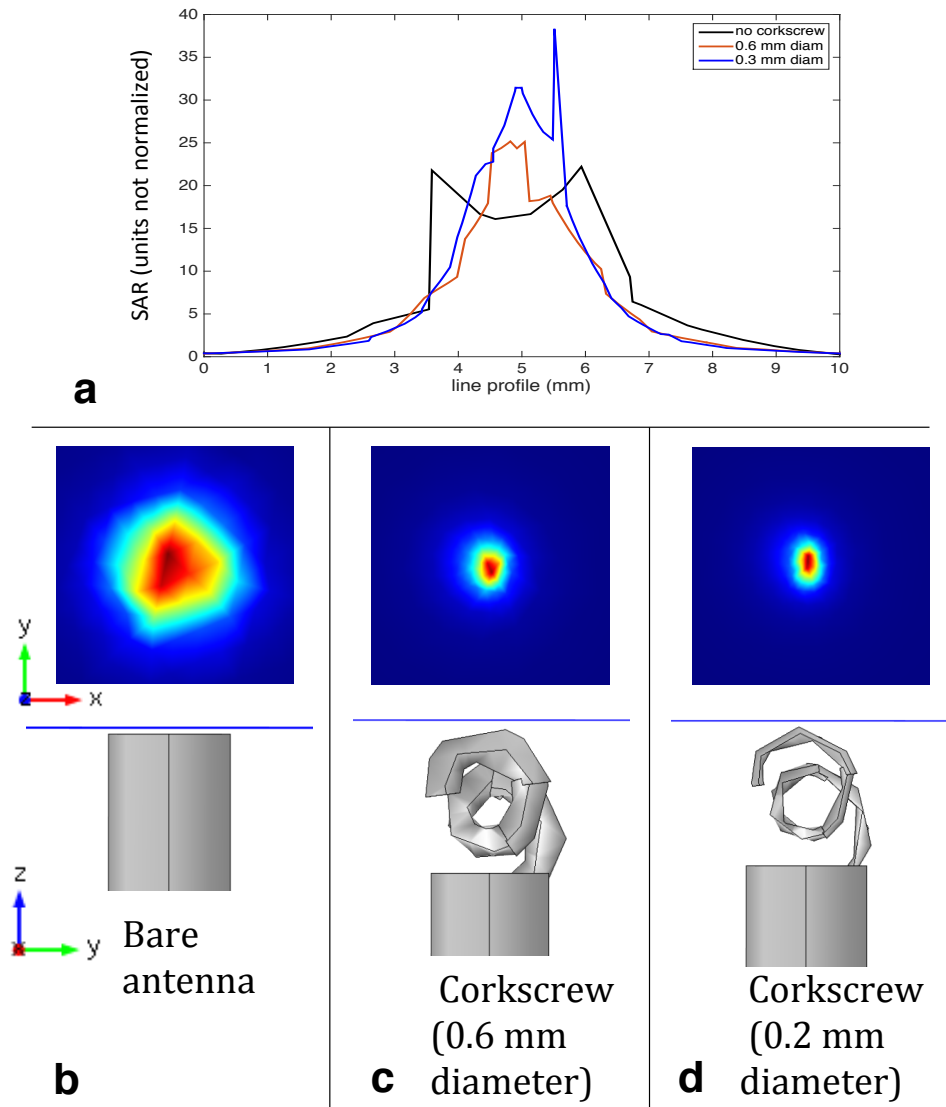 40
35
30
25
20
15
10
5
0
SAR (units not normalized)
no corkscrew
0.6 mm diam
0.3 mm diam
0 1 2 3 4 5 6 7 8 9 10
line profile (mm)
a
y
z x
z
x y
Bare
antenna
b
Corkscrew
(0.6 mm
diameter)
c
Corkscrew
(0.2 mm
diameter)
d